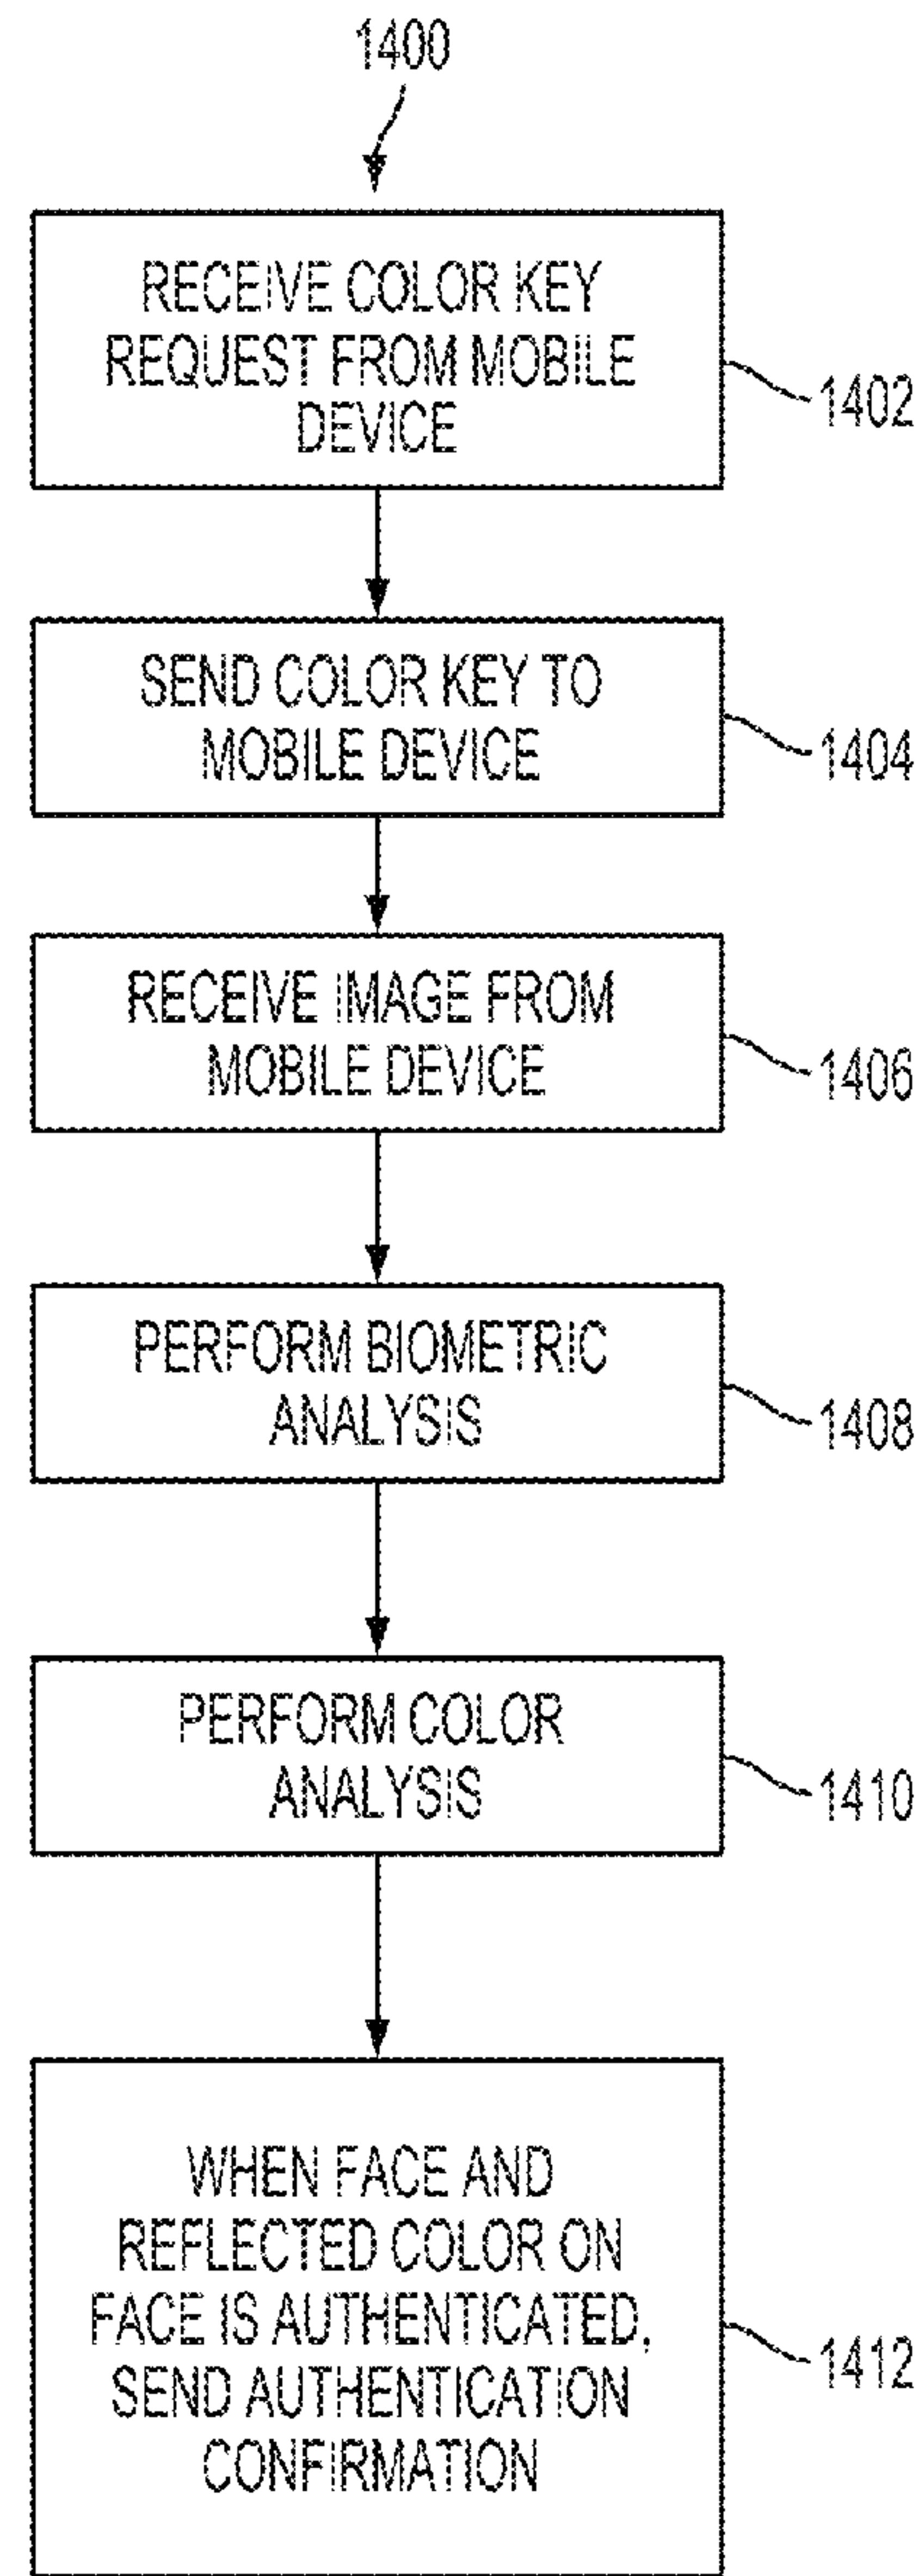 1400
RECEIVE COLOR KEY
REQUEST FROM MOBILE
DEVICE
1402
SEND COLOR KEY TO
MOBILE DEVICE
1404
RECEIVE IMAGE FROM
MOBILE DEVICE
1406
PERFORM BIOMETRIC
ANALYSIS
1408
PERFORM COLOR
ANALYSIS
1410
WHEN FACE AND
REFLECTED COLOR ON
FACE IS AUTHENTICATED,
SEND AUTHENTICATION
CONFIRMATION
1412